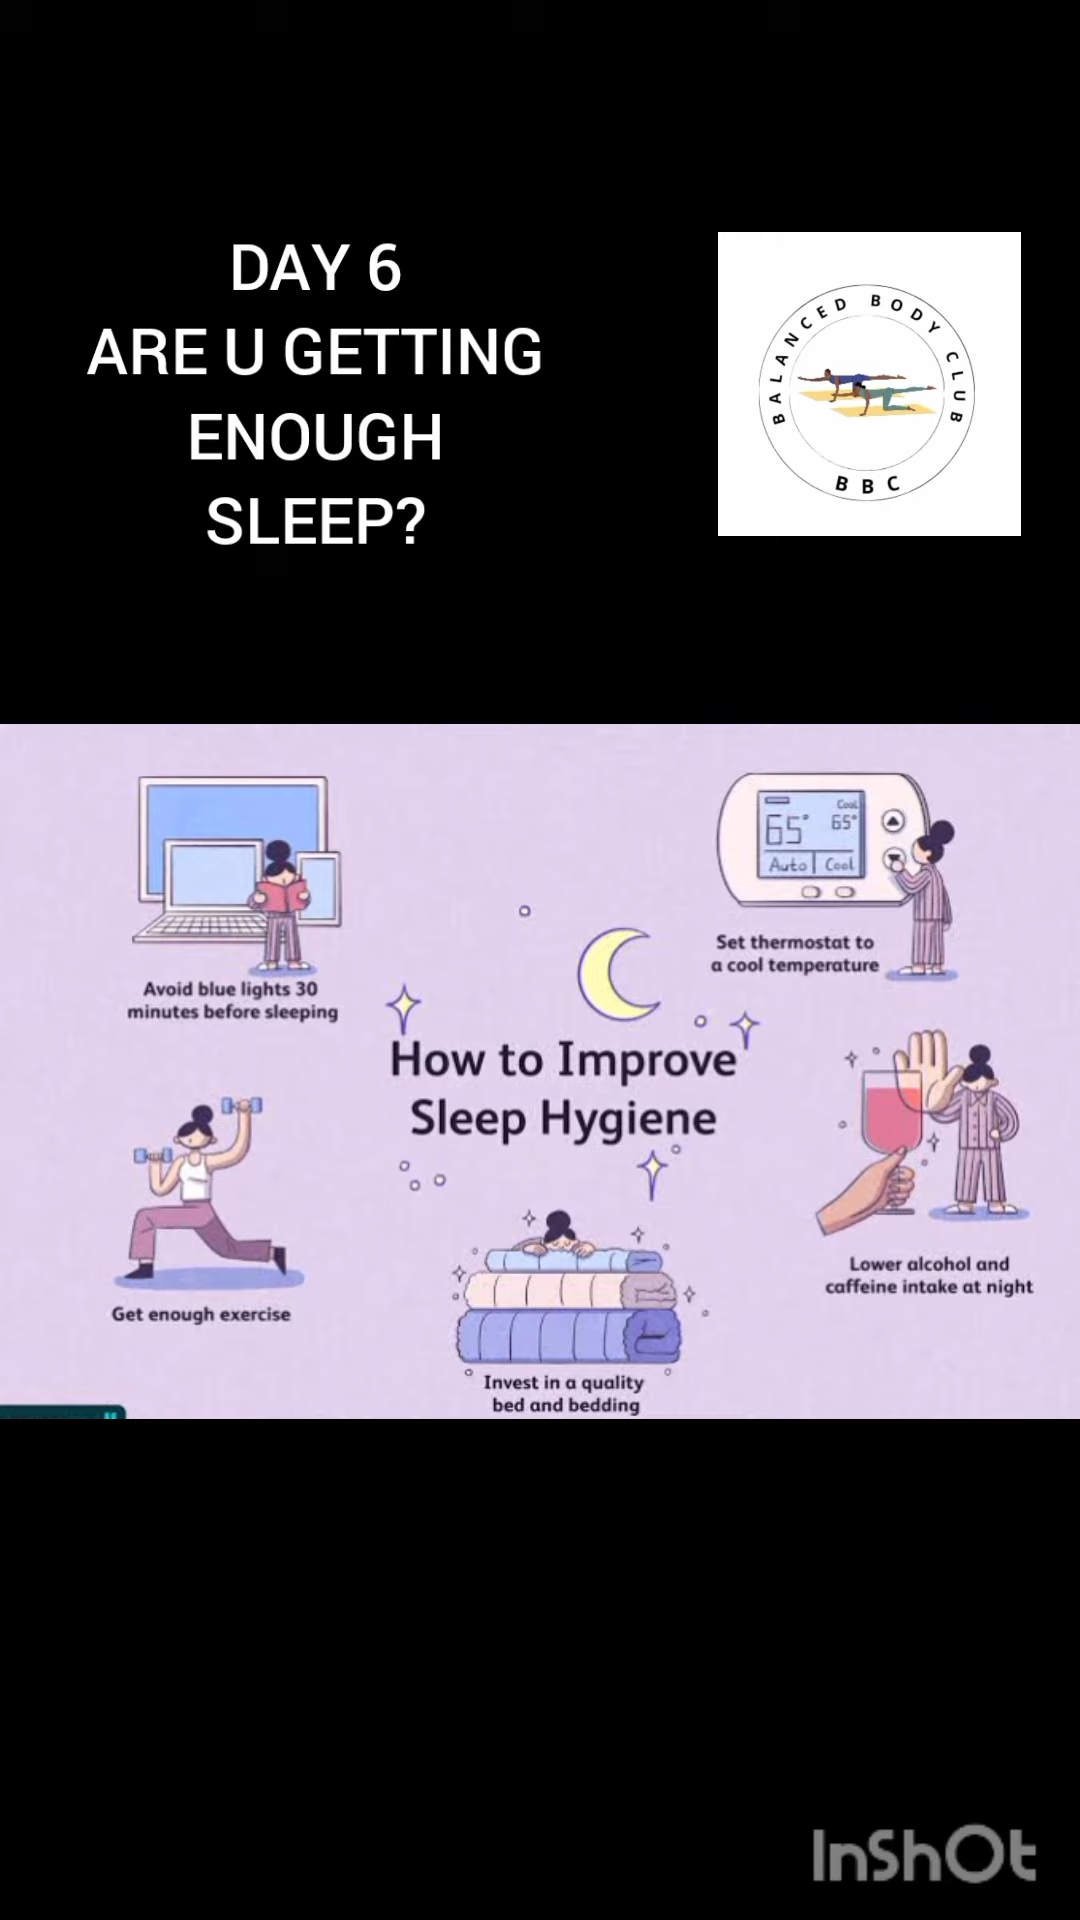 DAY 6
ARE U GETTING
ENOUGH
SLEEP?
BALANCED BODY CLUB
BBC
65°
Cool
65°
Auto | Cool
Set thermostat to
a cool temperature
Avoid blue lights 30
minutes before sleeping
How to Improve
Sleep Hygiene
Get enough exercise
Lower alcohol and
caffeine intake at night
Invest in a quality
bed and bedding
InShOt